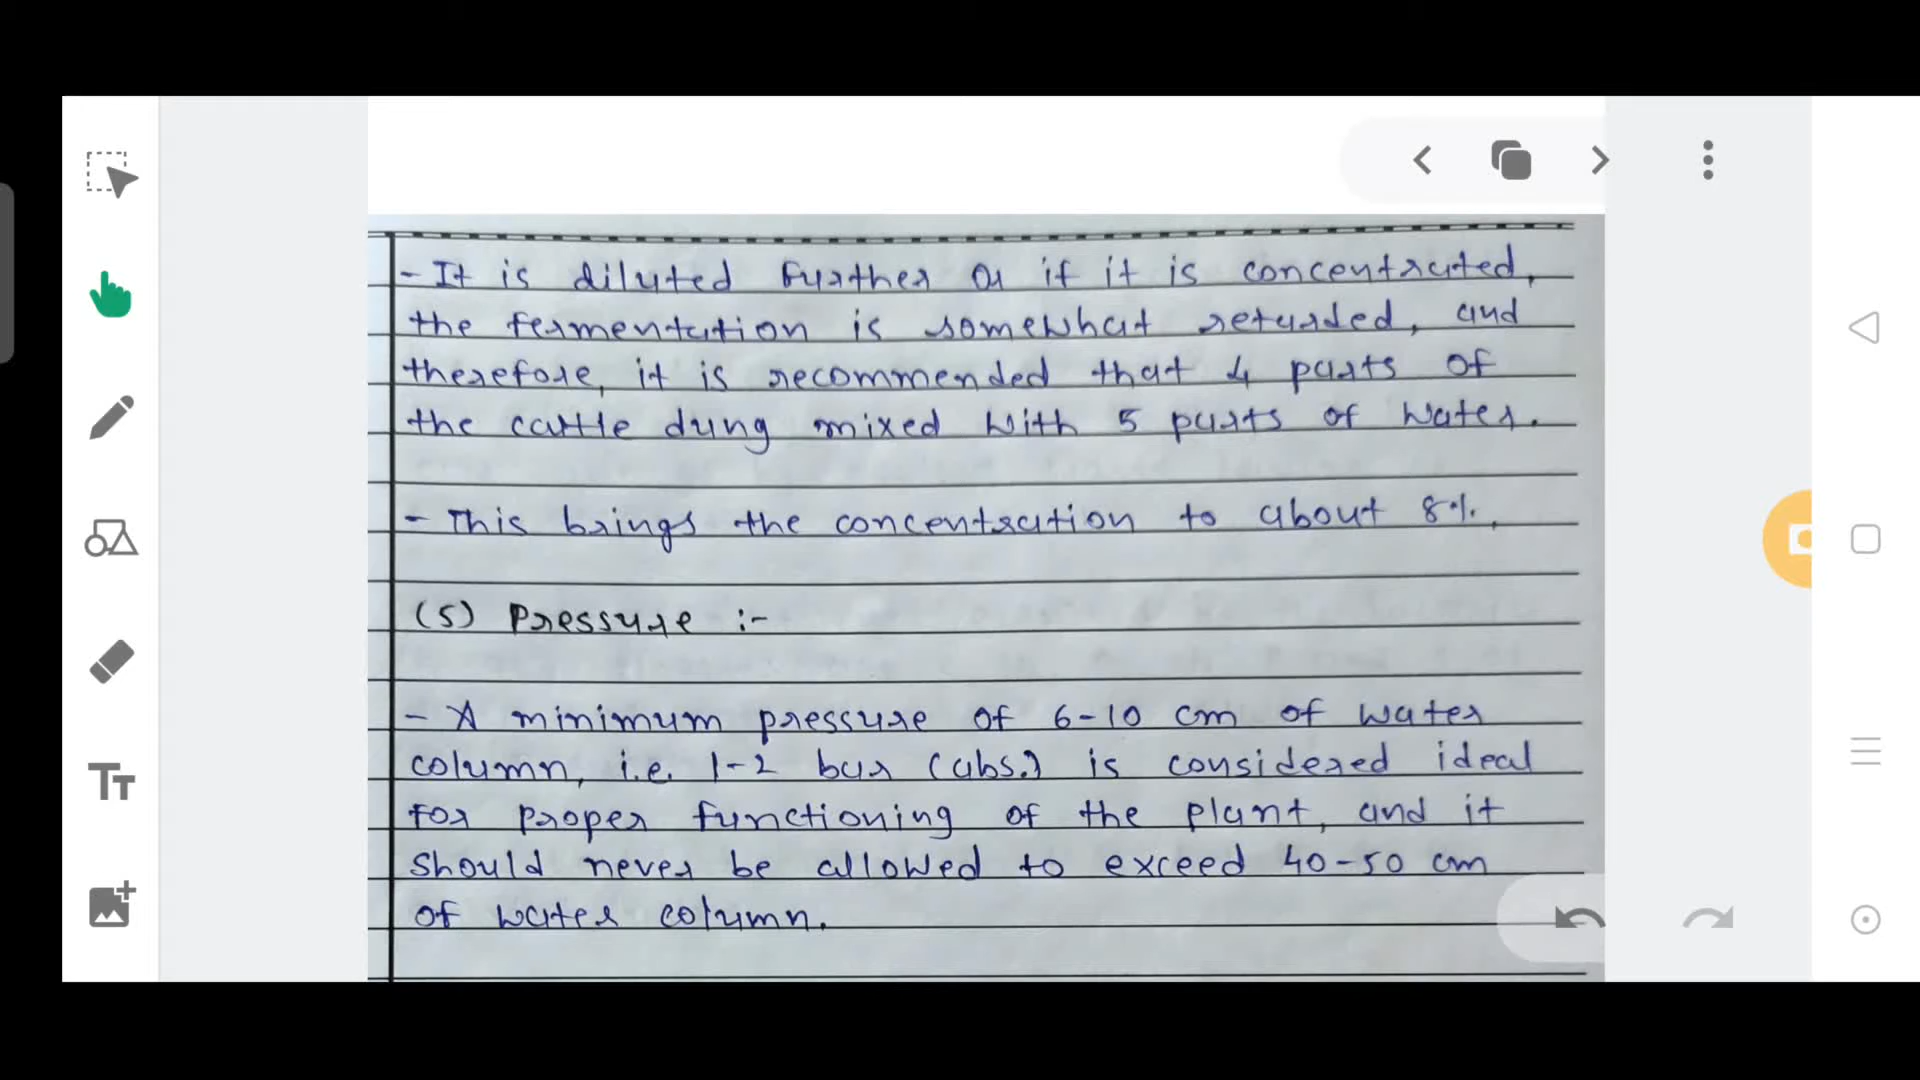 - It is diluted further or if it is concentrated,
the fermentation is somewhat retarded, and
therefore, it is recommended that 4 parts of
the cattle dung mixed with 5 parts of water.
- This brings the concentration to about 8%.
(5) Pressure :-
- A minimum pressure of 6-10 cm of water
column, i.e. 1-2 bar (abs.) is considered ideal
for proper functioning of the plant, and it
should never be allowed to exceed 40-50 cm
of water column.
TT